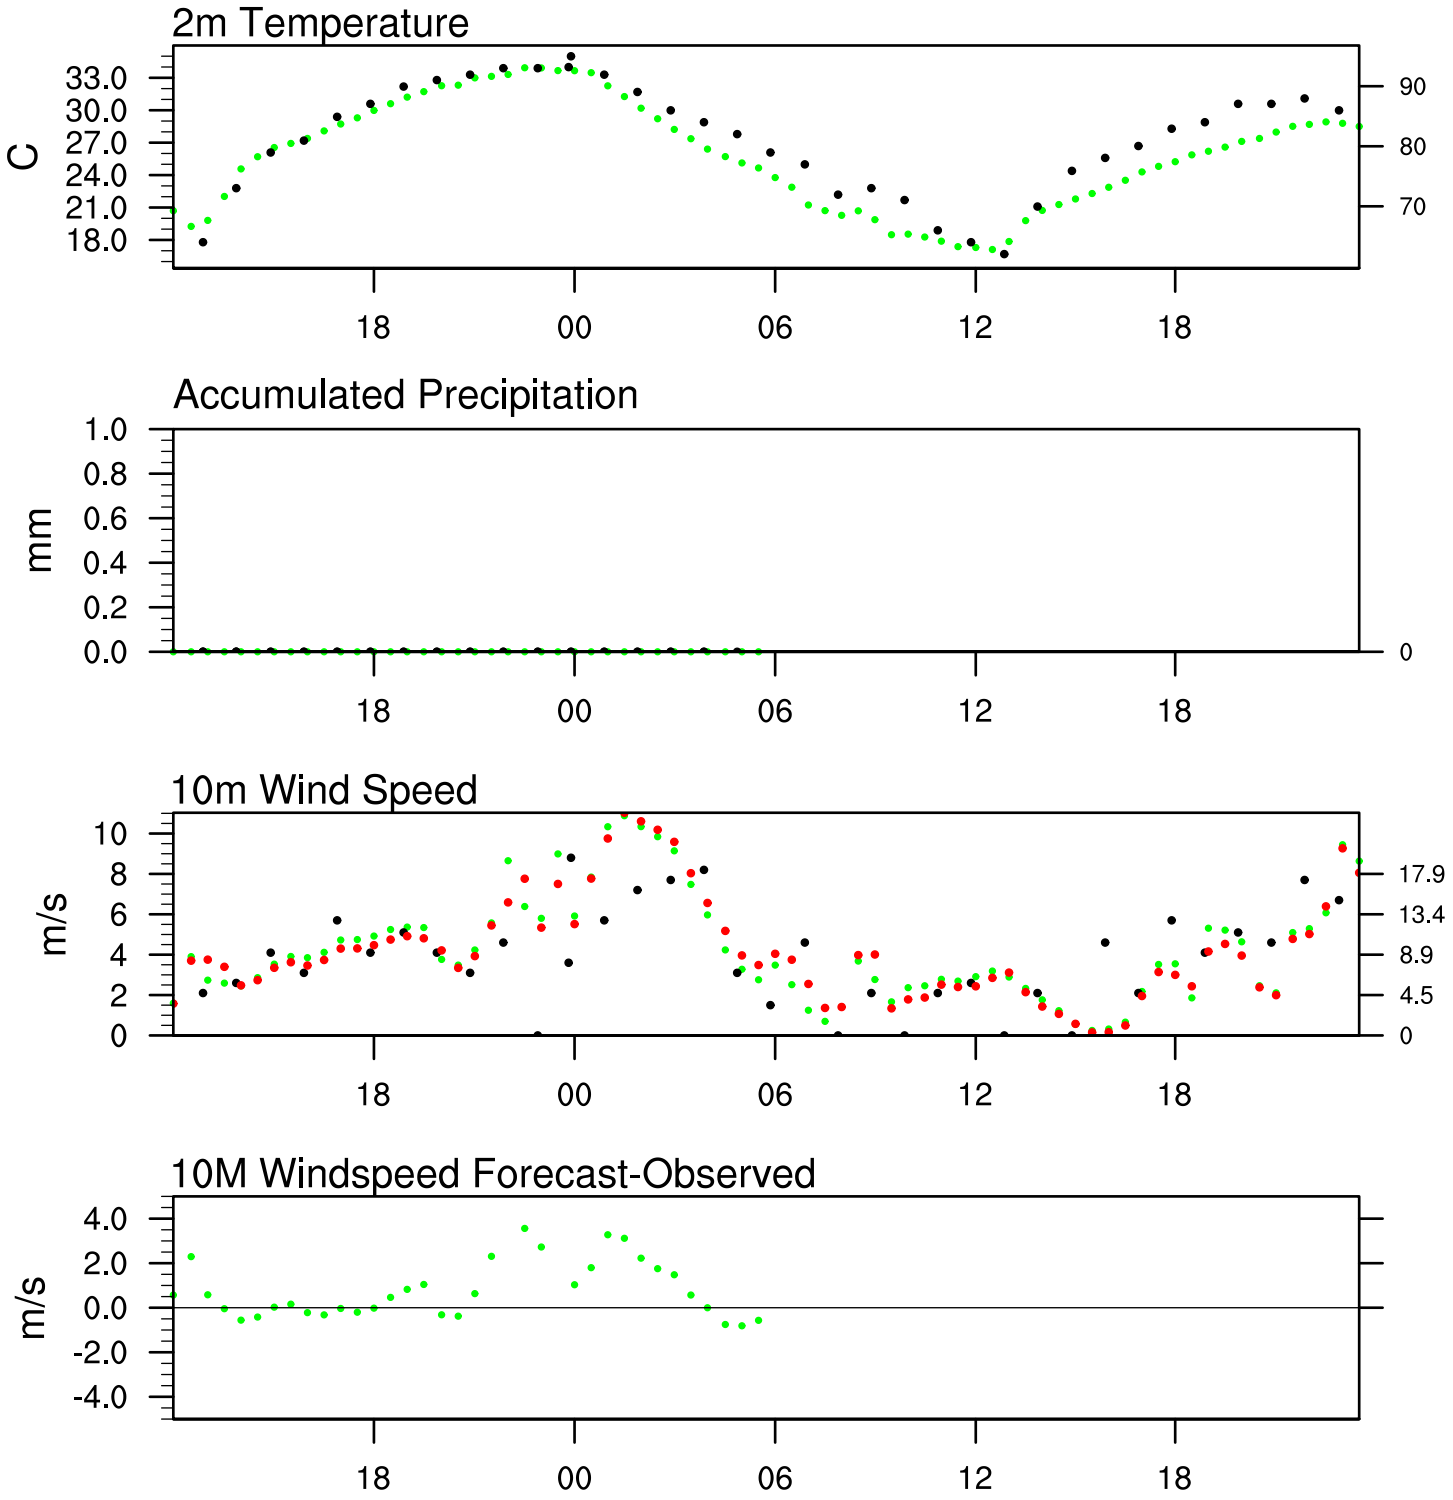 2m Temperature
33.0
30.0
27.0
24.0
21.0
18.0
C
90
80
70
18 00 06 12 18
Accumulated Precipitation
1.0
0.8
0.6
0.4
0.2
0.0
mm
0
18 00 06 12 18
10m Wind Speed
10
8
6
4
2
0
m/s
17.9
13.4
8.9
4.5
0
18 00 06 12 18
10M Windspeed Forecast-Observed
4.0
2.0
0.0
-2.0
-4.0
m/s
18 00 06 12 18